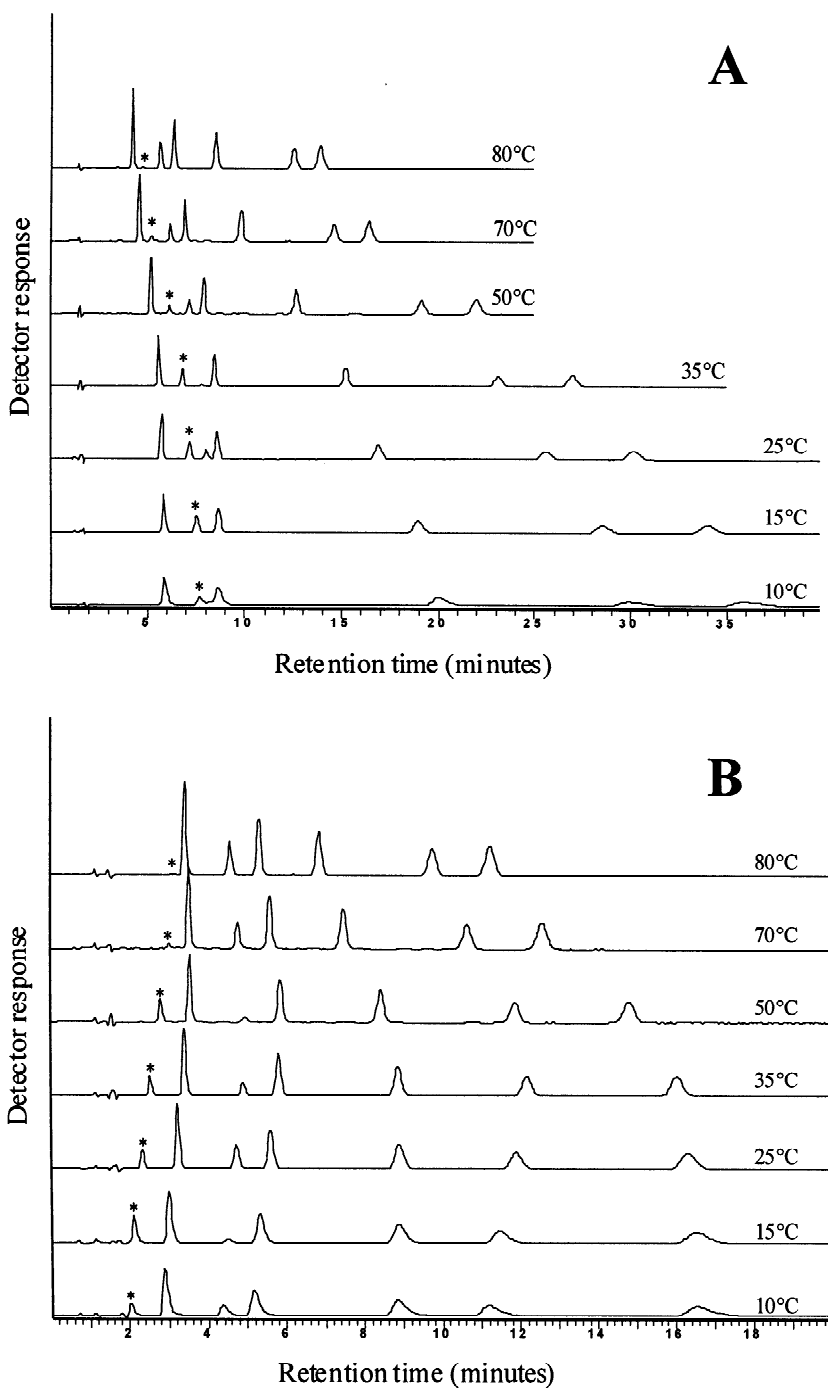 A
80°C
*
70°C
*
50°C
*
35°C
*
25°C
*
15°C
*
10°C
*
Detector response
5 10 15 20 25 30 35
Retention time (minutes)
B
80°C
*
70°C
*
50°C
*
35°C
*
25°C
*
15°C
*
10°C
*
Detector response
2 4 6 8 10 12 14 16 18
Retention time (minutes)